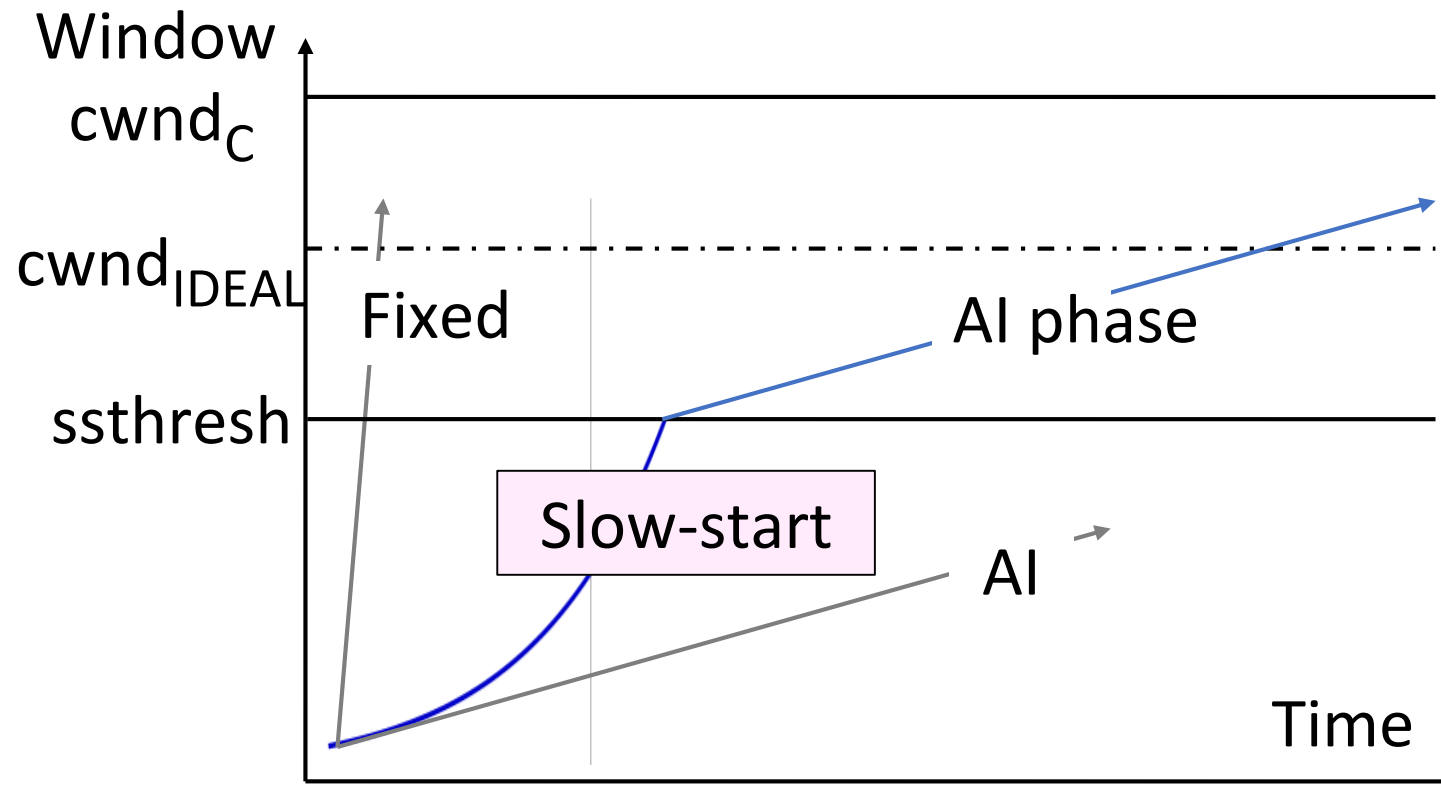 Window
cwndC
cwndIDEAL
Fixed
AI phase
ssthresh
Slow-start
AI
Time